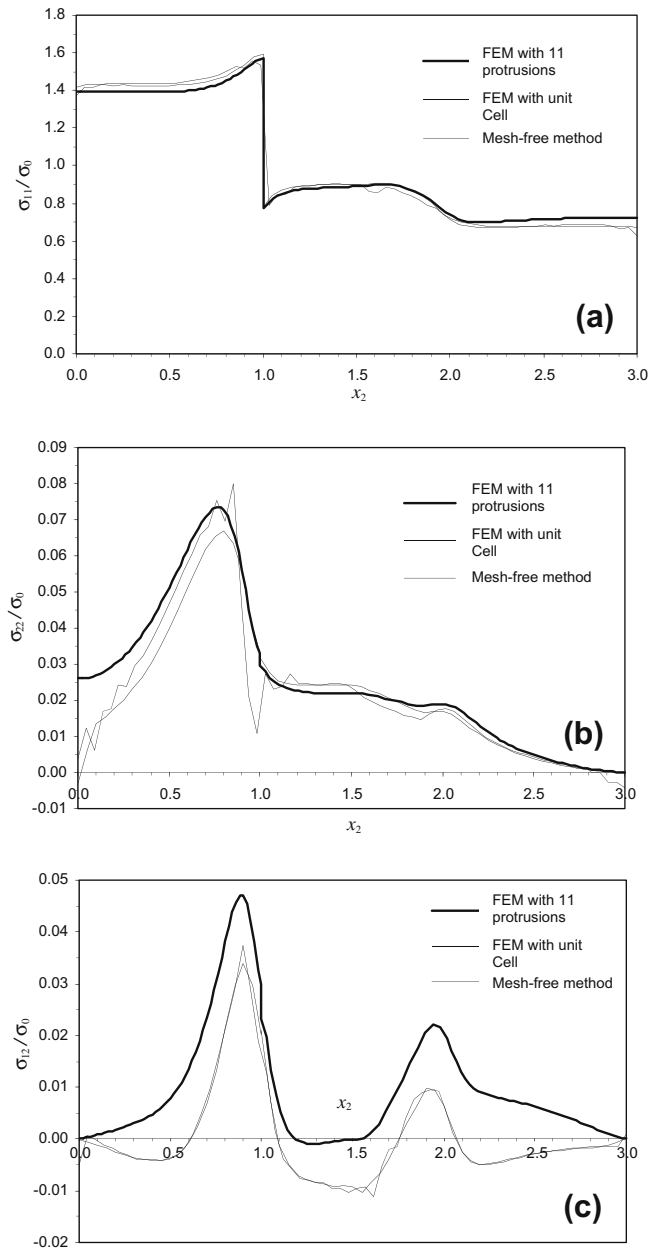 1.8
1.6
1.4
1.2
1.0
0.8
0.6
0.4
0.2
0.0
σ11/σ0
FEM with 11
protrusions
FEM with unit
Cell
Mesh-free method
(a)
0.0 0.5 1.0 1.5 2.0 2.5 3.0
x2
0.09
0.08
0.07
0.06
0.05
0.04
0.03
0.02
0.01
0.00
-0.01
σ22/σ0
FEM with 11
protrusions
FEM with unit
Cell
Mesh-free method
(b)
0.0 0.5 1.0 1.5 2.0 2.5 3.0
x2
0.05
0.04
0.03
0.02
0.01
0.00
-0.01
-0.02
σ12/σ0
FEM with 11
protrusions
FEM with unit
Cell
Mesh-free method
x2
0.0 0.5 1.0 1.5 2.0 2.5 3.0
(c)